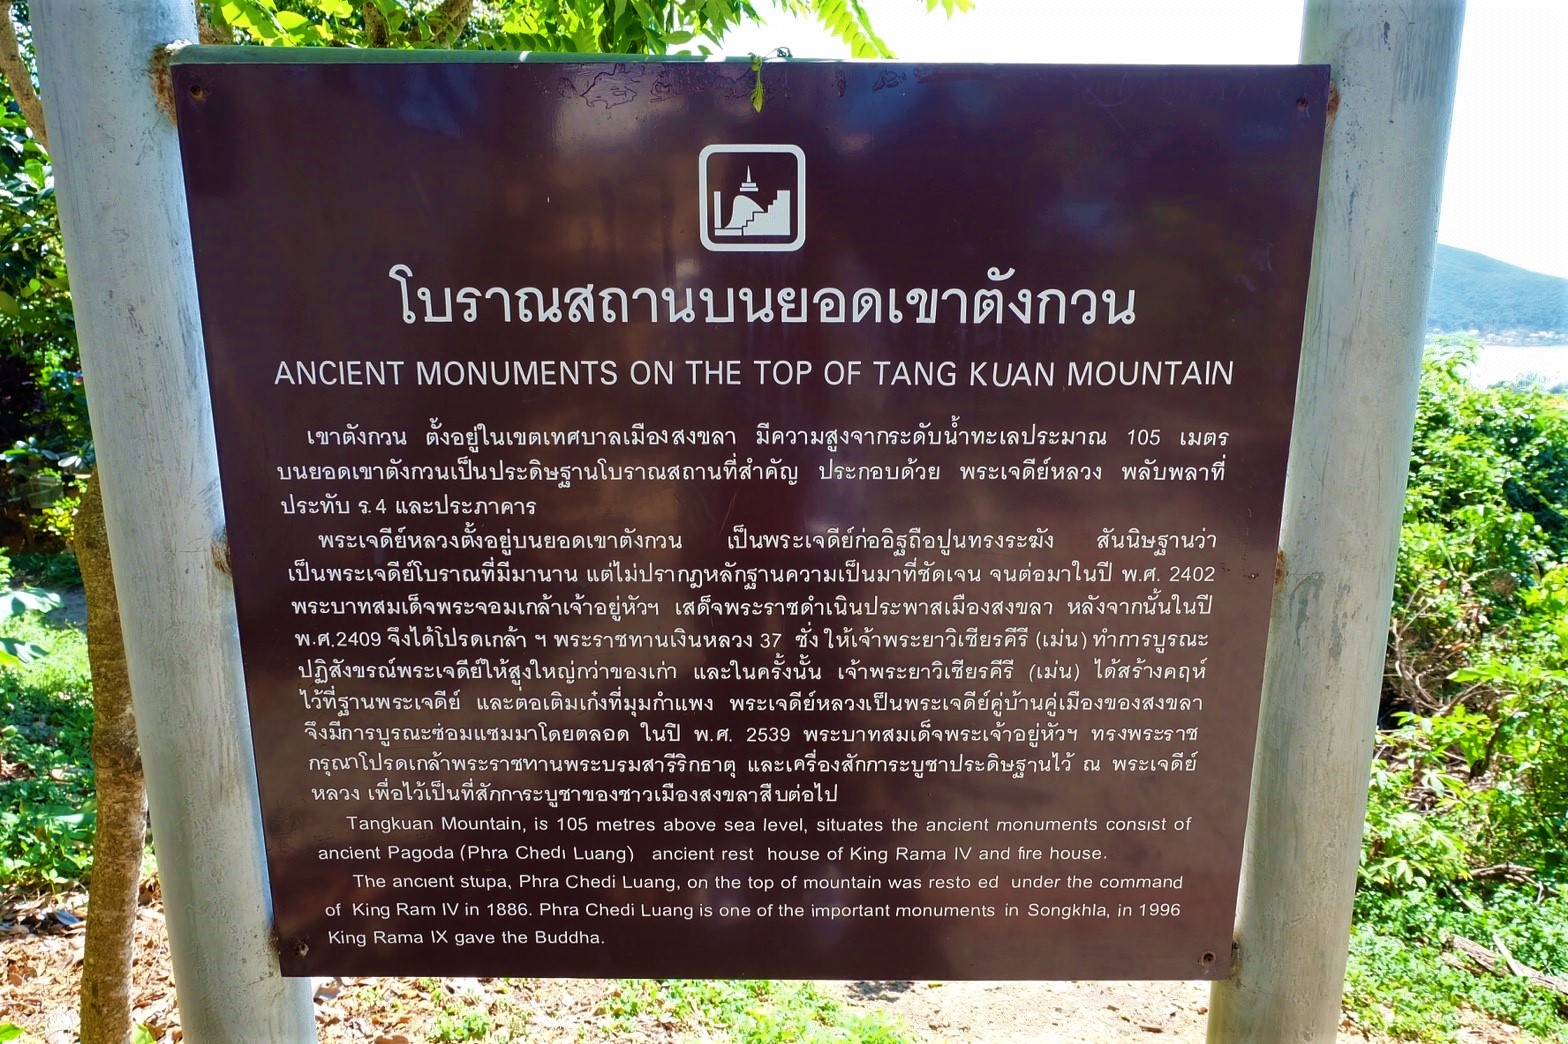 โบราณสถานบนยอดเขาตังกวน
ANCIENT MONUMENTS ON THE TOP OF TANG KUAN MOUNTAIN
เขาตังกวน ตั้งอยู่ในเขตเทศบาลเมืองสงขลา มีความสูงจากระดับน้ำทะเลประมาณ 105 เมตร
บนยอดเขาตังกวนเป็นประดิษฐานโบราณสถานที่สำคัญ ประกอบด้วย พระเจดีย์หลวง พลับพลาที่
ประทับ ร.4 และประภาคาร
พระเจดีย์หลวงตั้งอยู่บนยอดเขาตังกวน เป็นพระเจดีย์ก่ออิฐถือปูนทรงระฆัง สันนิษฐานว่า
เป็นพระเจดีย์โบราณที่มีมานาน แต่ไม่ปรากฎหลักฐานความเป็นมาที่ชัดเจน จนต่อมาในปี พ.ศ. 2402
พระบาทสมเด็จพระจอมเกล้าเจ้าอยู่หัวฯ เสด็จพระราชดำเนินประพาสเมืองสงขลา หลังจากนั้นในปี
พ.ศ.2409 จึงได้โปรดเกล้า ฯ พระราชทานเงินหลวง 37 ชั่ง ให้เจ้าพระยาวิเชียรคีรี (เม่น) ทำการบูรณะ
ปฏิสังขรณ์พระเจดีย์ให้สูงใหญ่กว่าของเก่า และในครั้งนั้น เจ้าพระยาวิเชียรคีรี (เม่น) ได้สร้างคฤห์
ไว้ที่ฐานพระเจดีย์ และต่อเติมเก๋งที่มุมกำแพง พระเจดีย์หลวงเป็นพระเจดีย์คู่บ้านคู่เมืองของสงขลา
จึงมีการบูรณะซ่อมแซมมาโดยตลอด ในปี พ.ศ. 2539 พระบาทสมเด็จพระเจ้าอยู่หัวฯ ทรงพระราช
กรุณาโปรดเกล้าพระราชทานพระบรมสารีริกธาตุ และเครื่องสักการะบูชาประดิษฐานไว้ ณ พระเจดีย์
หลวง เพื่อไว้เป็นที่สักการะบูชาของชาวเมืองสงขลาสืบต่อไป
Tangkuan Mountain, is 105 metres above sea level, situates the ancient monuments consist of
ancient Pagoda (Phra Chedi Luang) ancient rest house of King Rama IV and fire house.
The ancient stupa, Phra Chedi Luang, on the top of mountain was resto ed under the command
of King Ram IV in 1886. Phra Chedi Luang is one of the important monuments in Songkhla, in 1996
King Rama IX gave the Buddha.